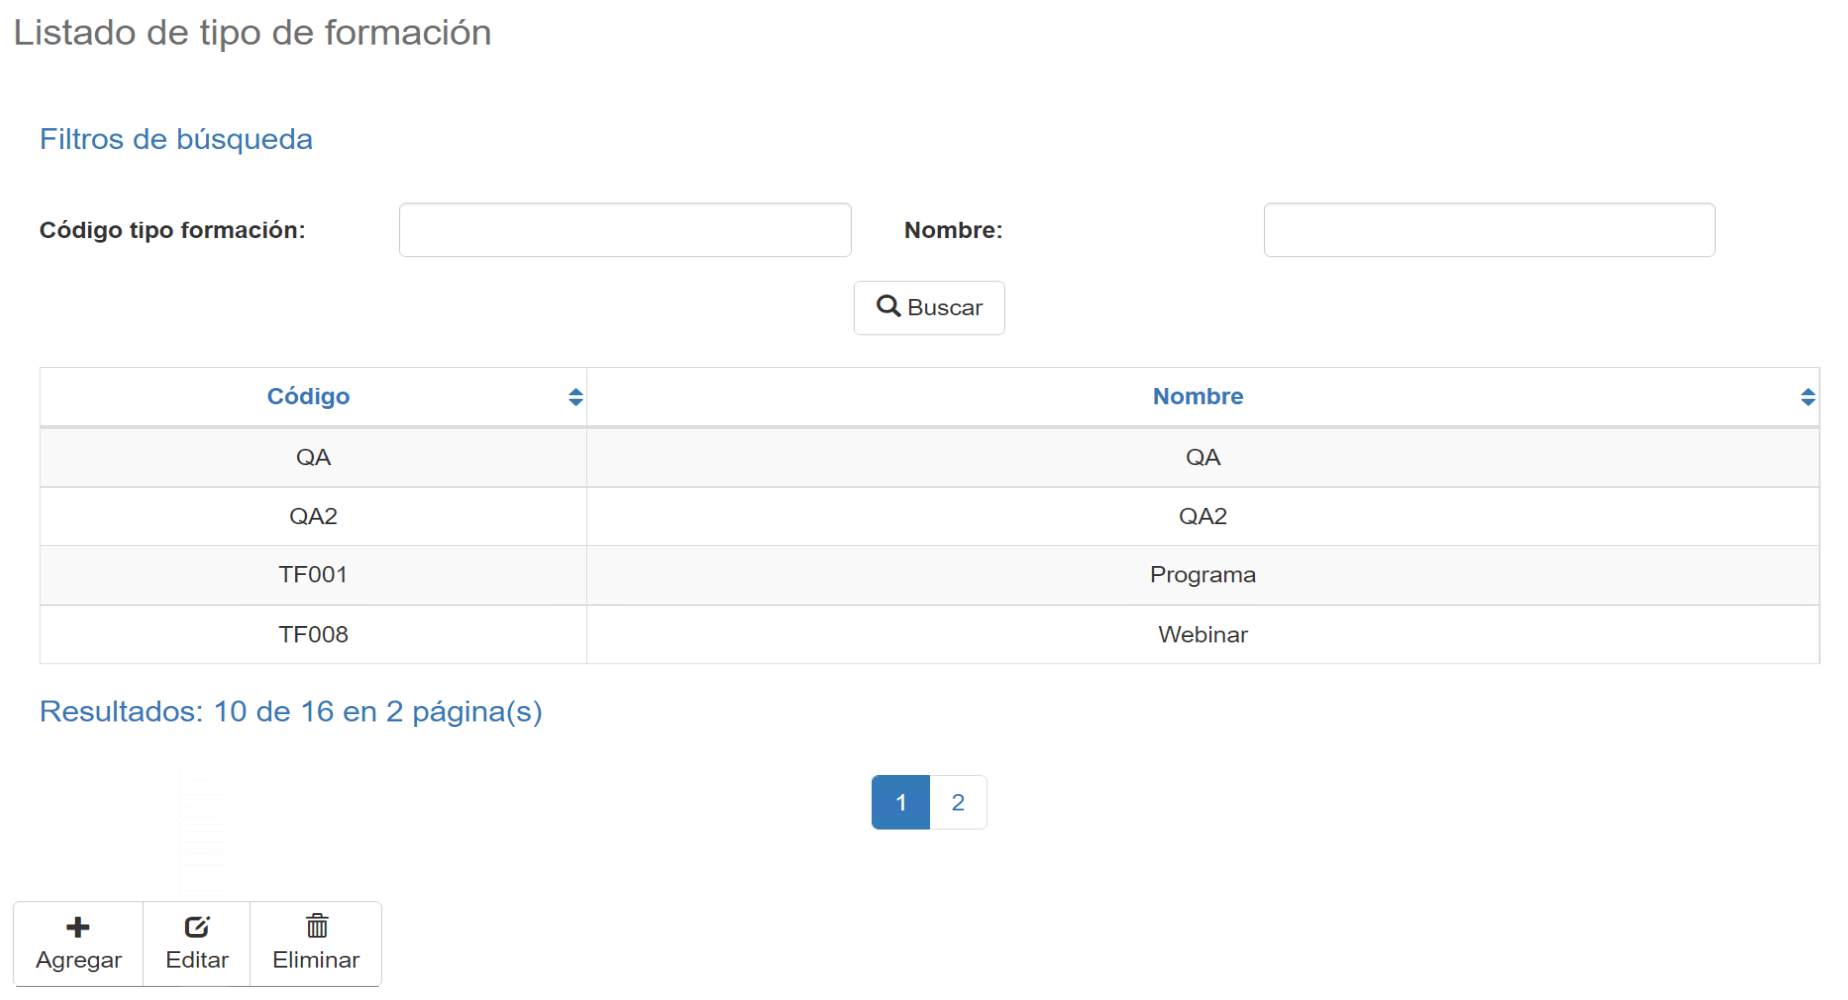 Listado de tipo de formación
Filtros de búsqueda
Código tipo formación: Nombre:
Buscar
Código Nombre
QA QA
QA2 QA2
TF001 Programa
TF008 Webinar
Resultados: 10 de 16 en 2 página(s)
1 2
Agregar Editar Eliminar